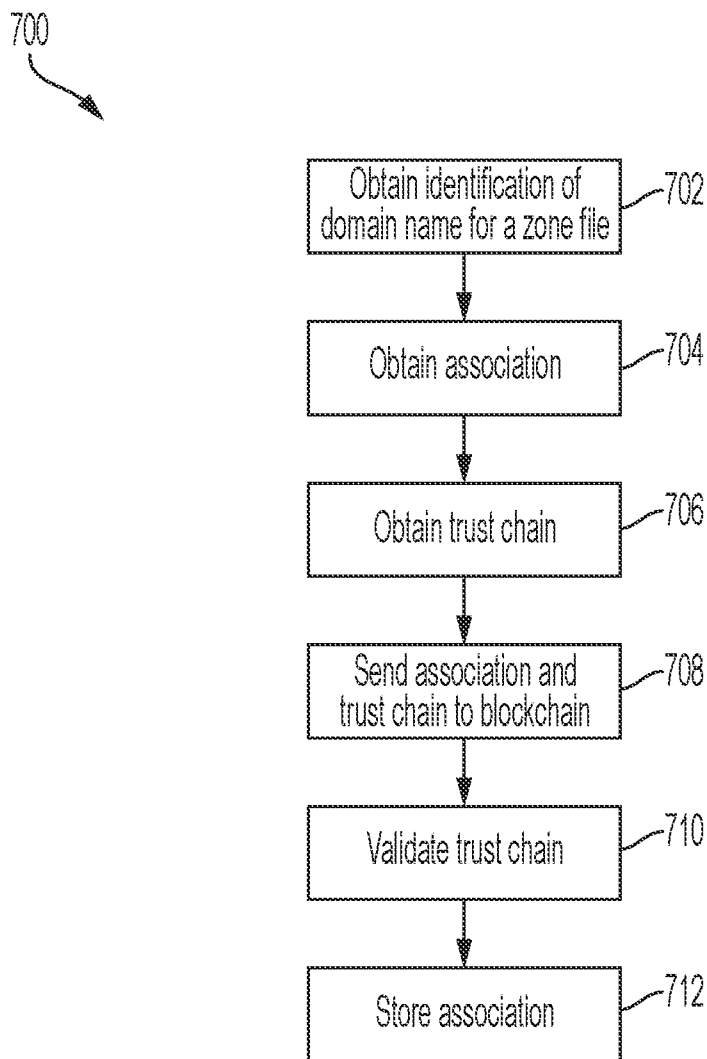 700
Obtain identification of
domain name for a zone file
702
Obtain association
704
Obtain trust chain
706
Send association and
trust chain to blockchain
708
Validate trust chain
710
Store association
712